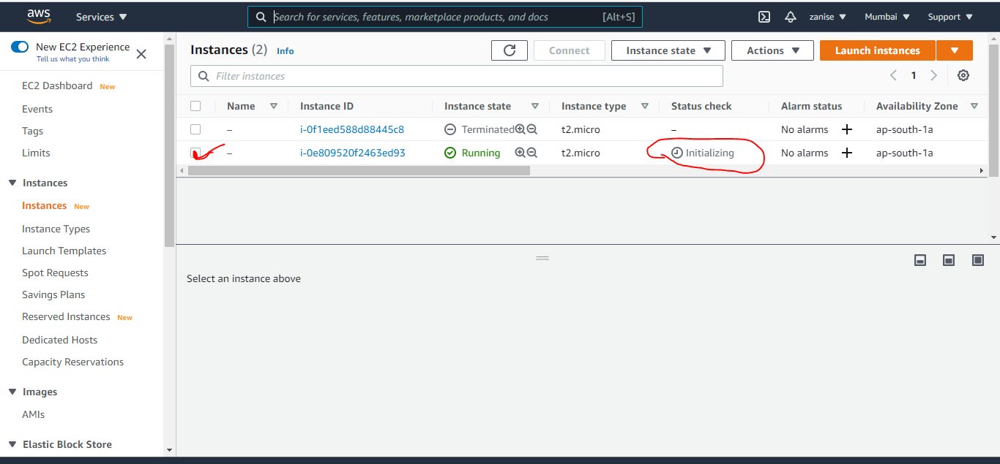 aws Services Search for services, features, marketplace products, and docs [Alt+S] zanise Mumbai Support
New EC2 Experience
Tell us what you think
EC2 Dashboard New
Events
Tags
Limits
Instances
Instances New
Instance Types
Launch Templates
Spot Requests
Savings Plans
Reserved Instances New
Dedicated Hosts
Capacity Reservations
Images
AMIs
Elastic Block Store
Instances (2) Info Connect Instance state Actions Launch instances
Filter instances 1
Name Instance ID Instance state Instance type Status check Alarm status Availability Zone
– i-0f1eed588d88445c8 Terminated t2.micro – No alarms ap-south-1a
– i-0e809520f2463ed93 Running t2.micro Initializing No alarms ap-south-1a
Select an instance above